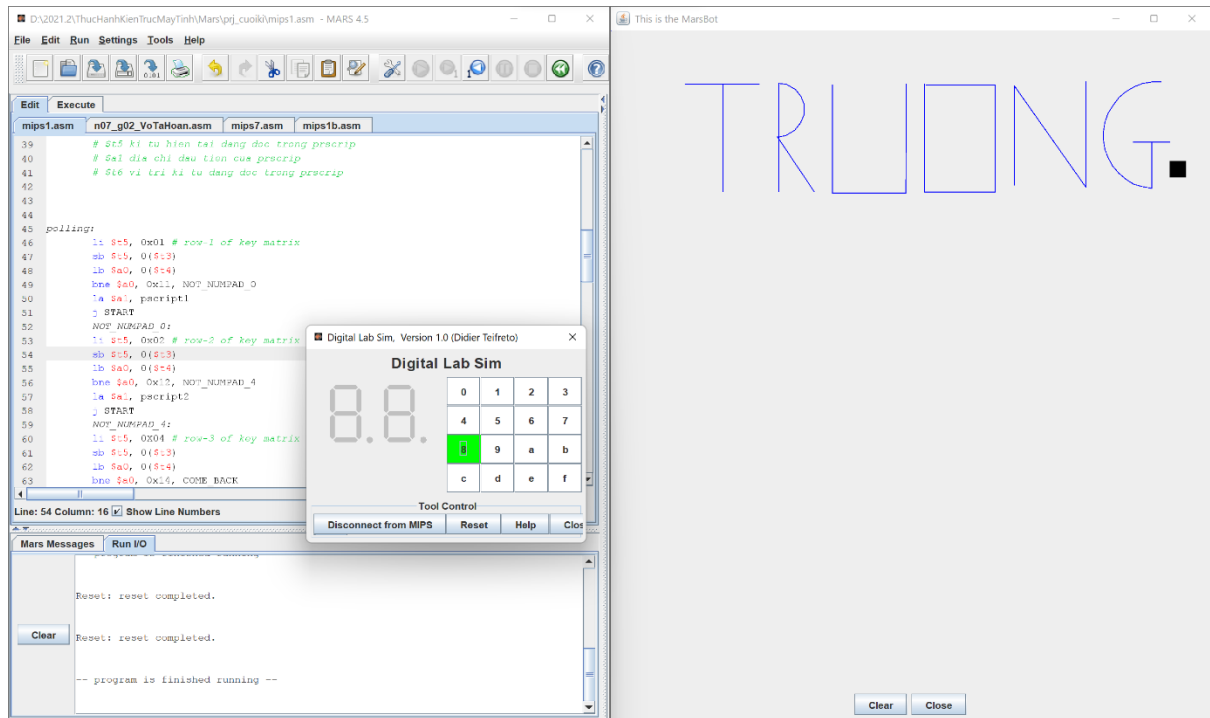 D:\2021.2\ThucHanhKienTrucMayTinh\Mars\prj_cuoiki\mips1.asm - MARS 4.5
File Edit Run Settings Tools Help
Edit Execute
mips1.asm n07_g02_VoTaHoan.asm mips7.asm mips1b.asm
39 # $t5 ki tu hien tai dang doc trong prscrip
40 # $a1 dia chi dau tien cua prscrip
41 # $t6 vi tri ki tu dang doc trong prscrip
42
43
44
45 polling:
46 li $t5, 0x01 # row-1 of key matrix
47 sb $t5, 0($t3)
48 lb $a0, 0($t4)
49 bne $a0, 0x11, NOT_NUMPAD_0
50 la $a1, pscript1
51 j START
52 NOT_NUMPAD_0:
53 li $t5, 0x02 # row-2 of key matrix
54 sb $t5, 0($t3)
55 lb $a0, 0($t4)
56 bne $a0, 0x12, NOT_NUMPAD_4
57 la $a1, pscript2
58 j START
59 NOT_NUMPAD_4:
60 li $t5, 0X04 # row-3 of key matrix
61 sb $t5, 0($t3)
62 lb $a0, 0($t4)
63 bne $a0, 0x14, COME_BACK
Line: 54 Column: 16 Show Line Numbers
Mars Messages Run I/O
program is finished running
Reset: reset completed.
Clear
Reset: reset completed.
-- program is finished running --
Digital Lab Sim, Version 1.0 (Didier Teifreto)
Digital Lab Sim
8.8.
0 1 2 3
4 5 6 7
8 9 a b
c d e f
Tool Control
Disconnect from MIPS Reset Help Clos
This is the MarsBot
TRUONG
Clear Close